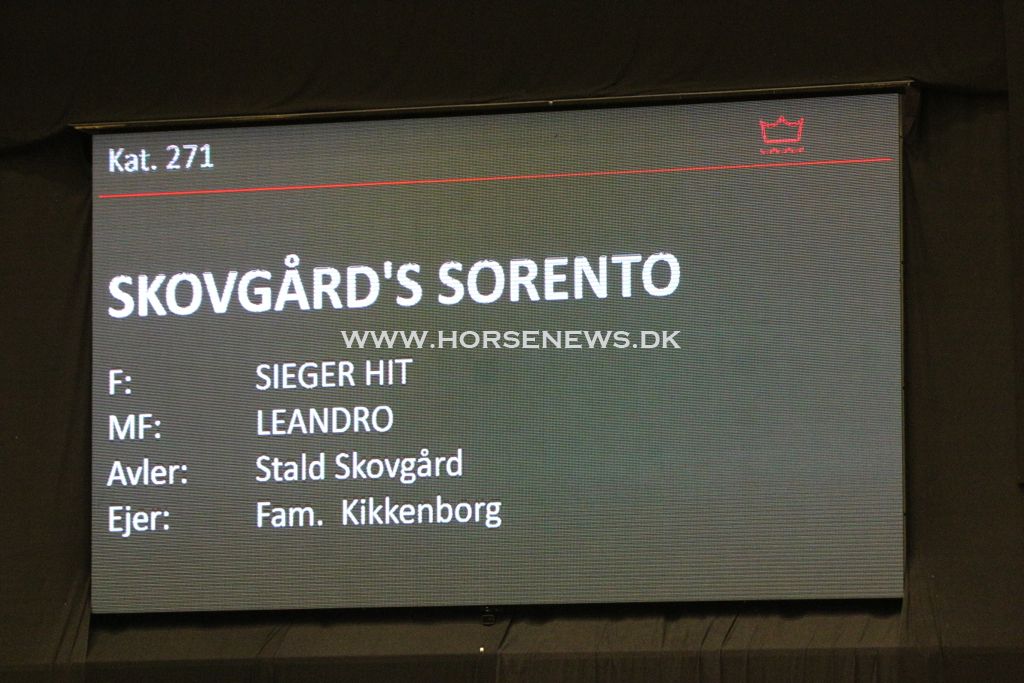 Kat. 271
SKOVGÅRD'S SORENTO
WWW.HORSENEWS.DK
F: SIEGER HIT
MF: LEANDRO
Avler: Stald Skovgård
Ejer: Fam. Kikkenborg